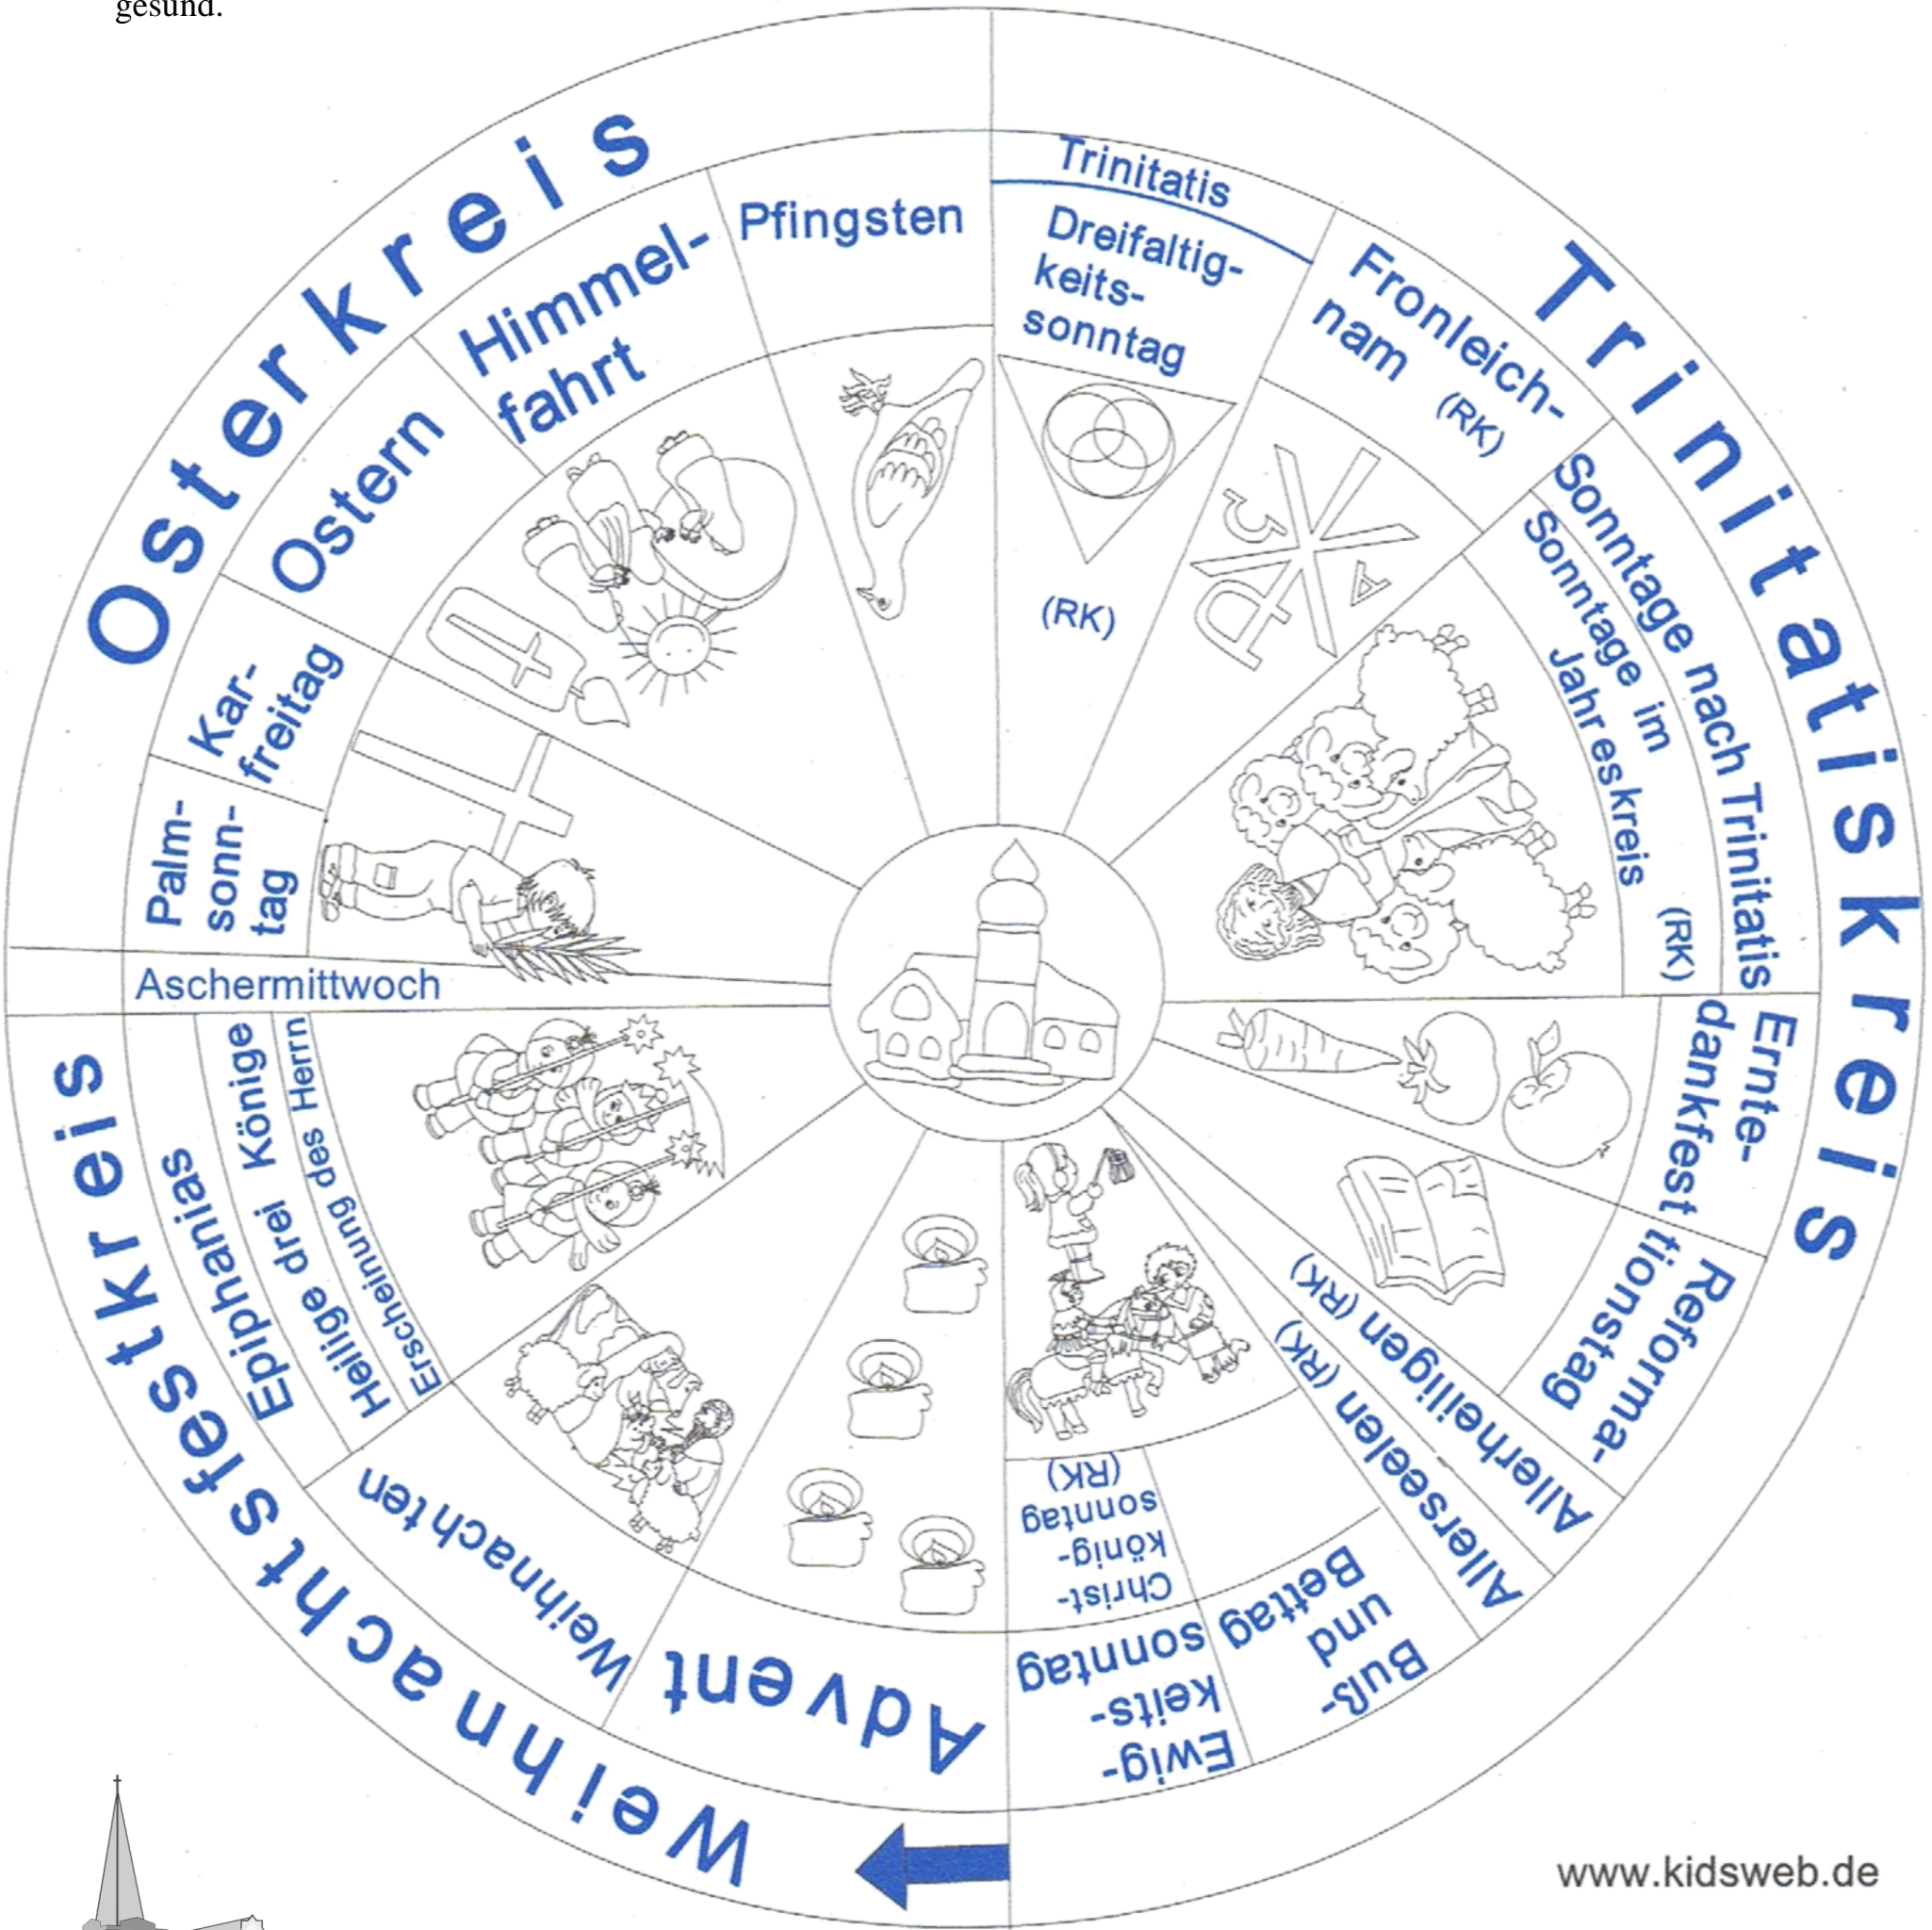 gesund.
Weihnachtsfestkreis
Advent
Weihnachten
Epiphanias
Heilige drei Könige
Erscheinung des Herrn
Aschermittwoch
Osterkreis
Palm-
sonn-
tag
Kar-
freitag
Ostern
Himmel-
fahrt
Pfingsten
Trinitatiskreis
Trinitatis
Dreifaltig-
keits-
sonntag
(RK)
Fronleich-
nam (RK)
Sonntage nach Trinitatis
Sonntage im
Jahreskreis
(RK)
Ernte-
dankfest
Reforma-
tionstag
Allerheiligen (RK)
Allerseelen (RK)
Buß-
und
Bettag
Ewig-
keits-
sonntag
Christ-
könig-
sonntag
(RK)
www.kidsweb.de